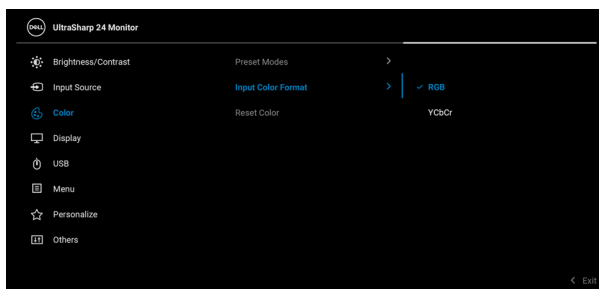 DELL UltraSharp 24 Monitor
Brightness/Contrast Preset Modes >
Input Source Input Color Format > ✓ RGB
Color Reset Color YCbCr
Display
USB
Menu
Personalize
Others
< Exit